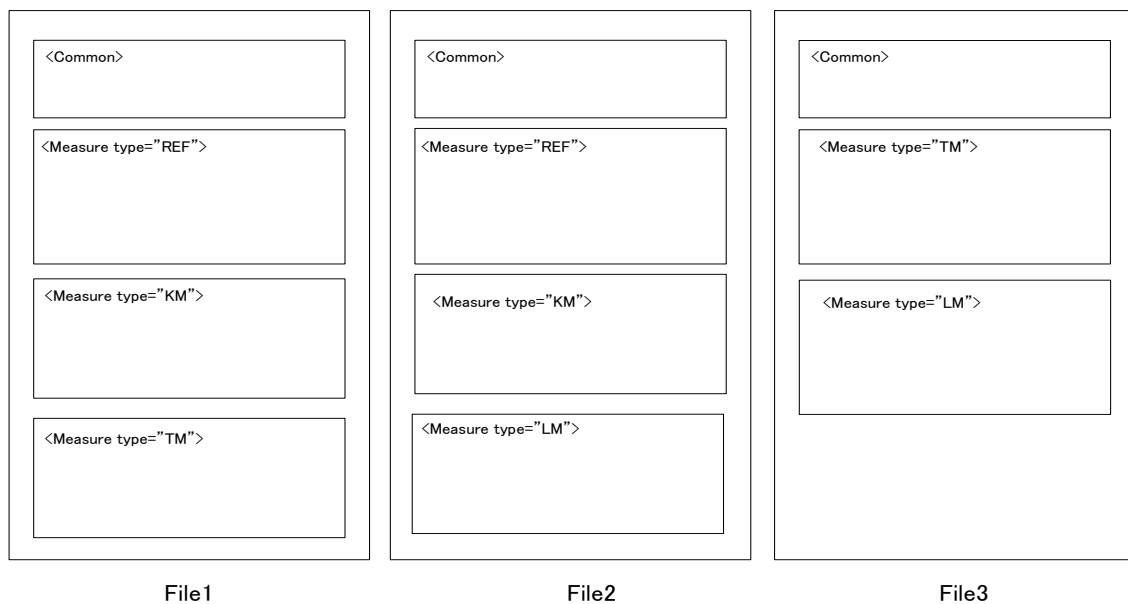 <Common>
<Measure type=”REF”>
<Measure type=”KM”>
<Measure type=”TM”>
File1
<Common>
<Measure type=”REF”>
<Measure type=”KM”>
<Measure type=”LM”>
File2
<Common>
<Measure type=”TM”>
<Measure type=”LM”>
File3